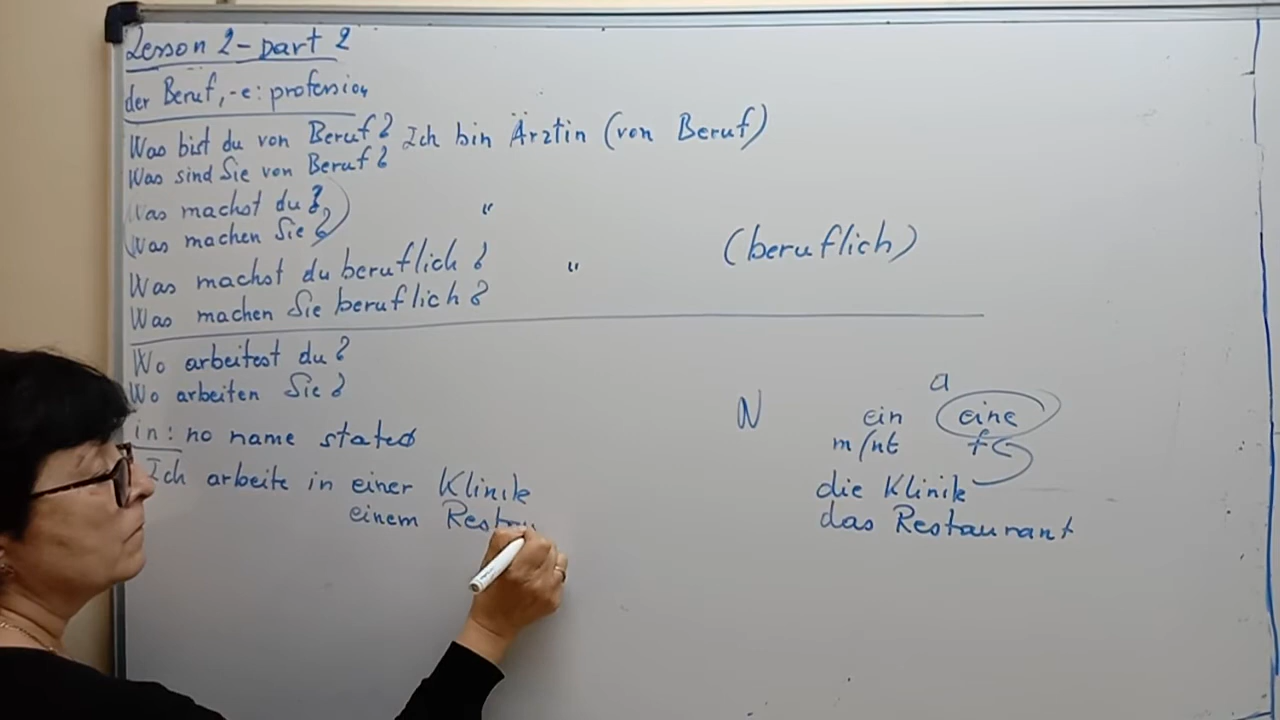 Lesson 2 - part 2
der Beruf, -e: profession
Was bist du von Beruf? Ich bin Ärztin (von Beruf)
Was sind Sie von Beruf?
(Was machst du?) "
(Was machen Sie?)
Was machst du beruflich? " (beruflich)
Was machen Sie beruflich?
Wo arbeitest du?
Wo arbeiten Sie?
in: no name stated
Ich arbeite in einer Klinik
einem Restau
a
N ein eine
m/nt f
die Klinik
das Restaurant